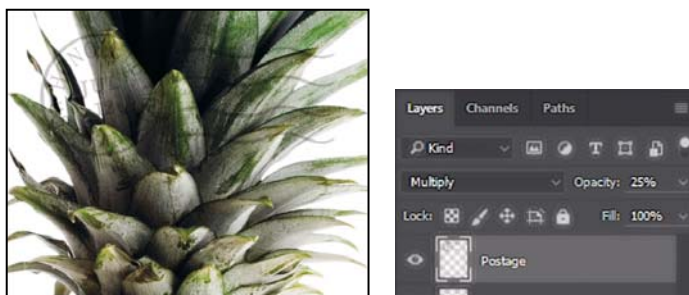 Layers Channels Paths
Kind
Multiply Opacity: 25%
Lock: Fill: 100%
Postage